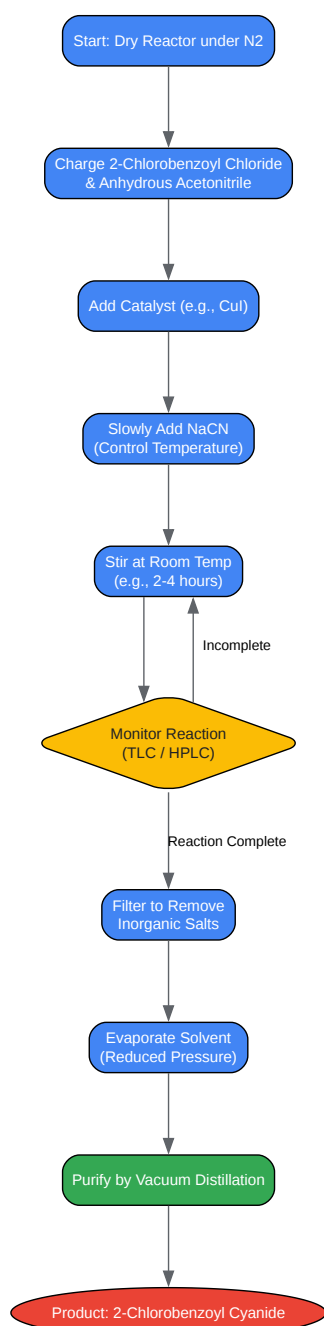 Start: Dry Reactor under N2
Charge 2-Chlorobenzoyl Chloride
& Anhydrous Acetonitrile
Add Catalyst (e.g., CuI)
Slowly Add NaCN
(Control Temperature)
Stir at Room Temp
(e.g., 2-4 hours)
Incomplete
Monitor Reaction
(TLC / HPLC)
Reaction Complete
Filter to Remove
Inorganic Salts
Evaporate Solvent
(Reduced Pressure)
Purify by Vacuum Distillation
Product: 2-Chlorobenzoyl Cyanide